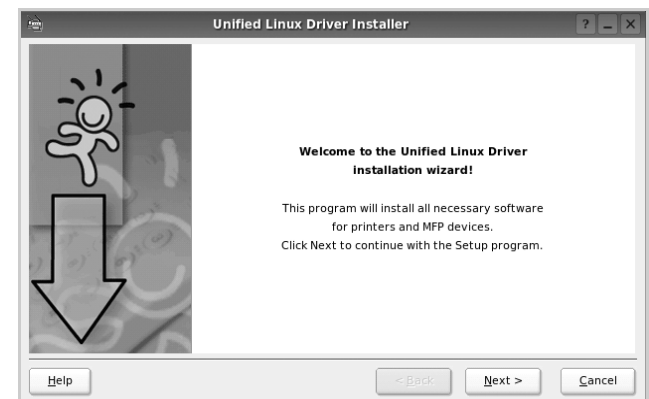 Unified Linux Driver Installer
Welcome to the Unified Linux Driver
installation wizard!
This program will install all necessary software
for printers and MFP devices.
Click Next to continue with the Setup program.
Help
< Back
Next >
Cancel